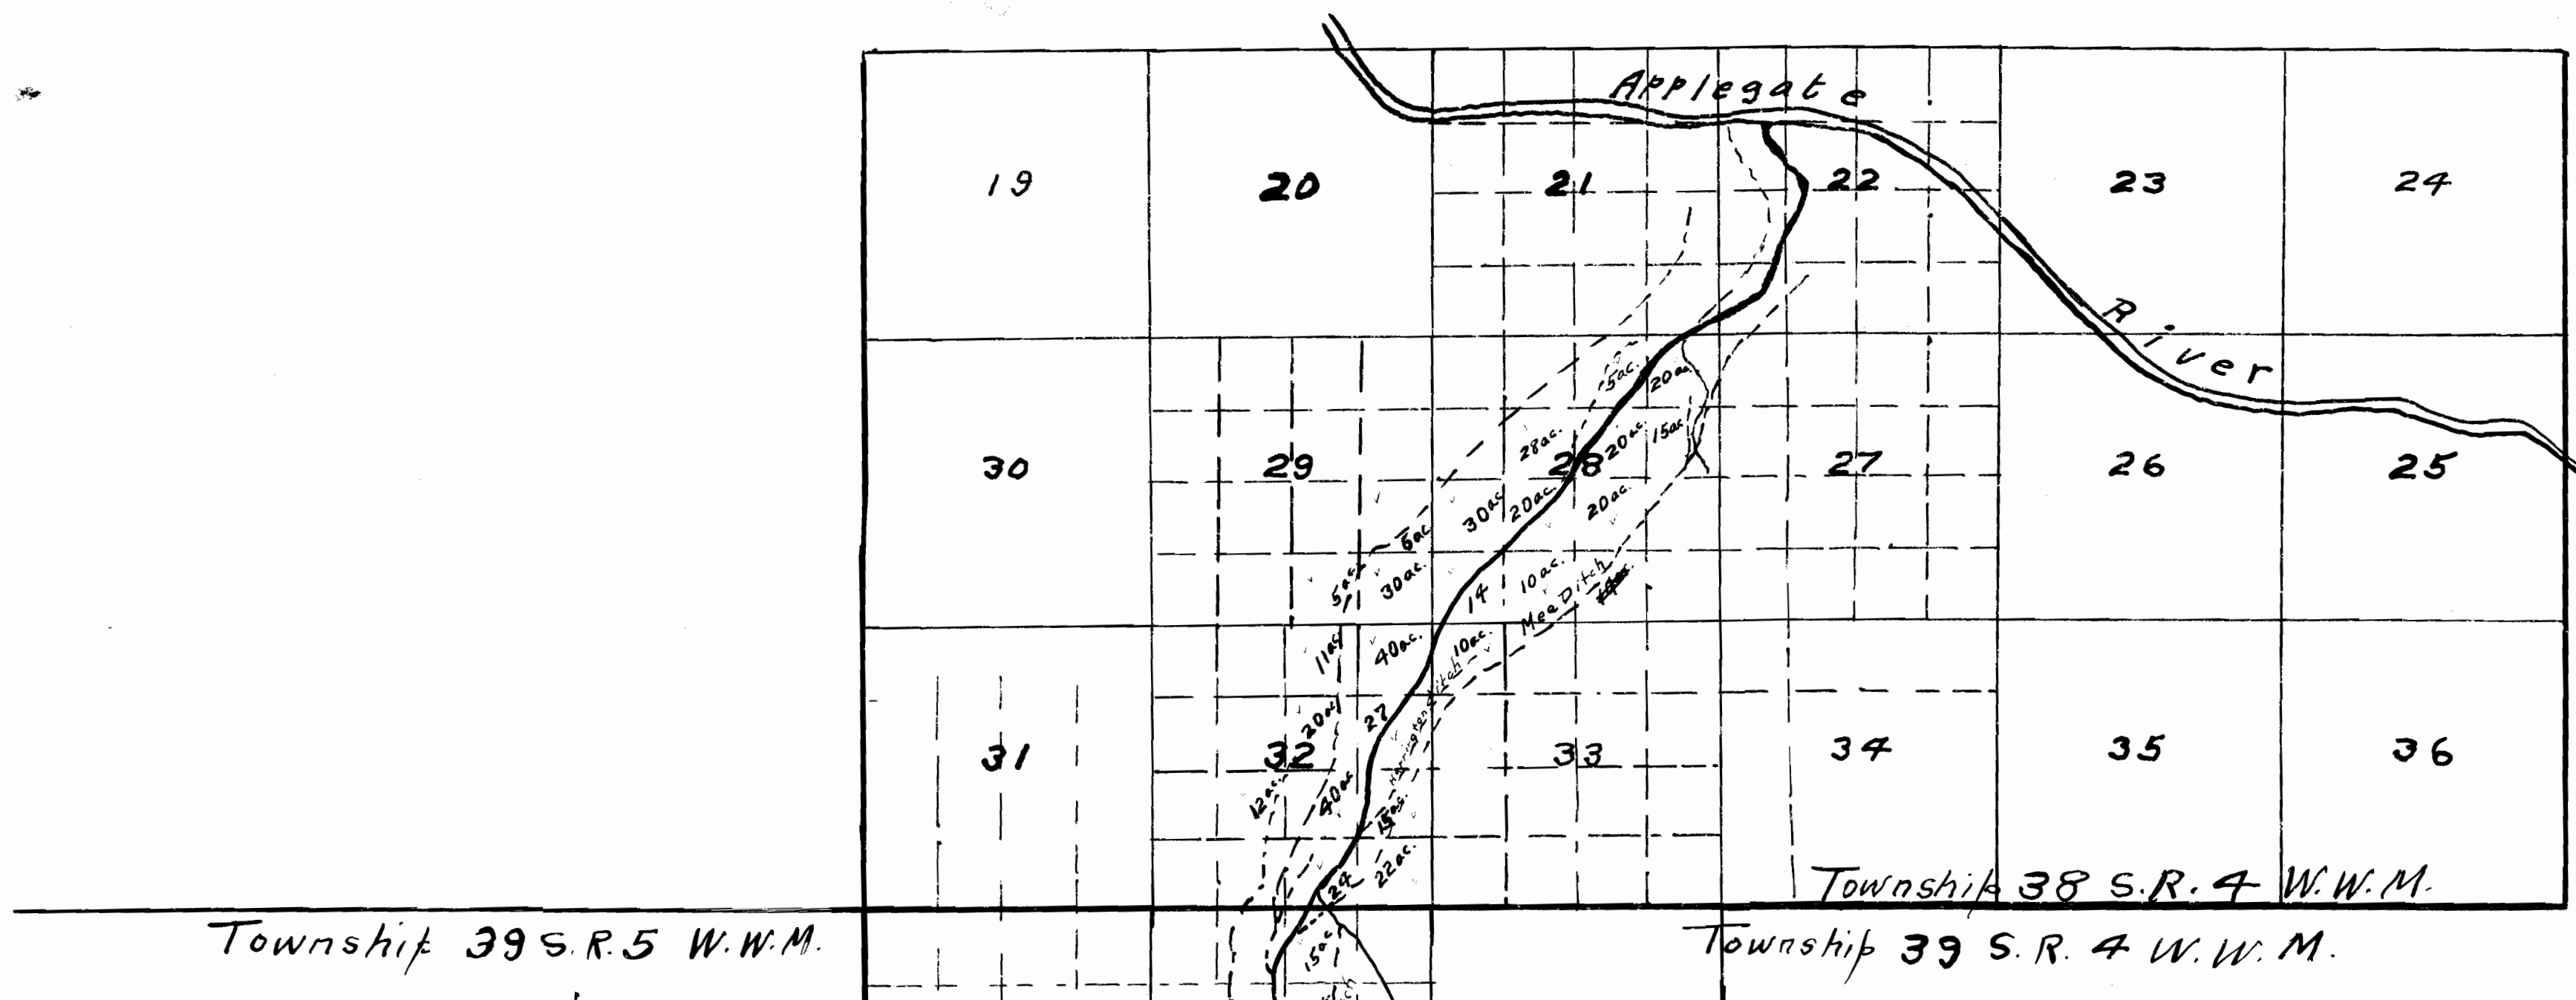 Applegate
River
19
20
21
22
23
24
30
29
28
27
26
25
31
32
33
34
35
36
5ac.
20ac.
28ac.
20ac.
15ac.
30ac.
20ac.
20ac.
6ac.
5ac.
30ac.
14
10ac.
Mee Ditch
11ac
40ac.
10ac.
20ac
27
Ditch
12ac.
40ac
15ac.
22ac.
24
15ac.
Township 38 S.R. 4 W.W.M.
Township 39 S.R. 5 W.W.M.
Township 39 S.R. 4 W.W.M.